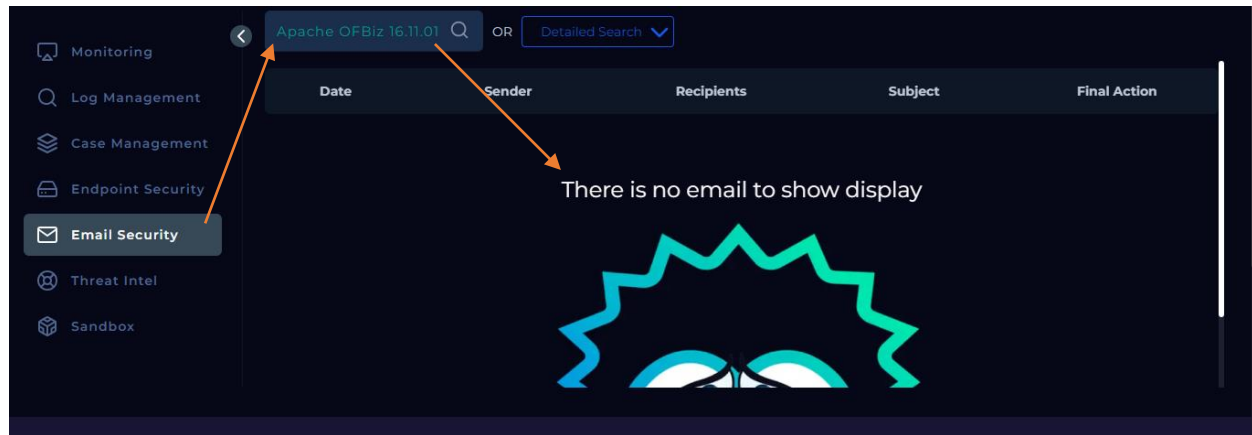 Apache OFBiz 16.11.01 OR Detailed Search
Monitoring
Log Management
Case Management
Endpoint Security
Email Security
Threat Intel
Sandbox
Date Sender Recipients Subject Final Action
There is no email to show display